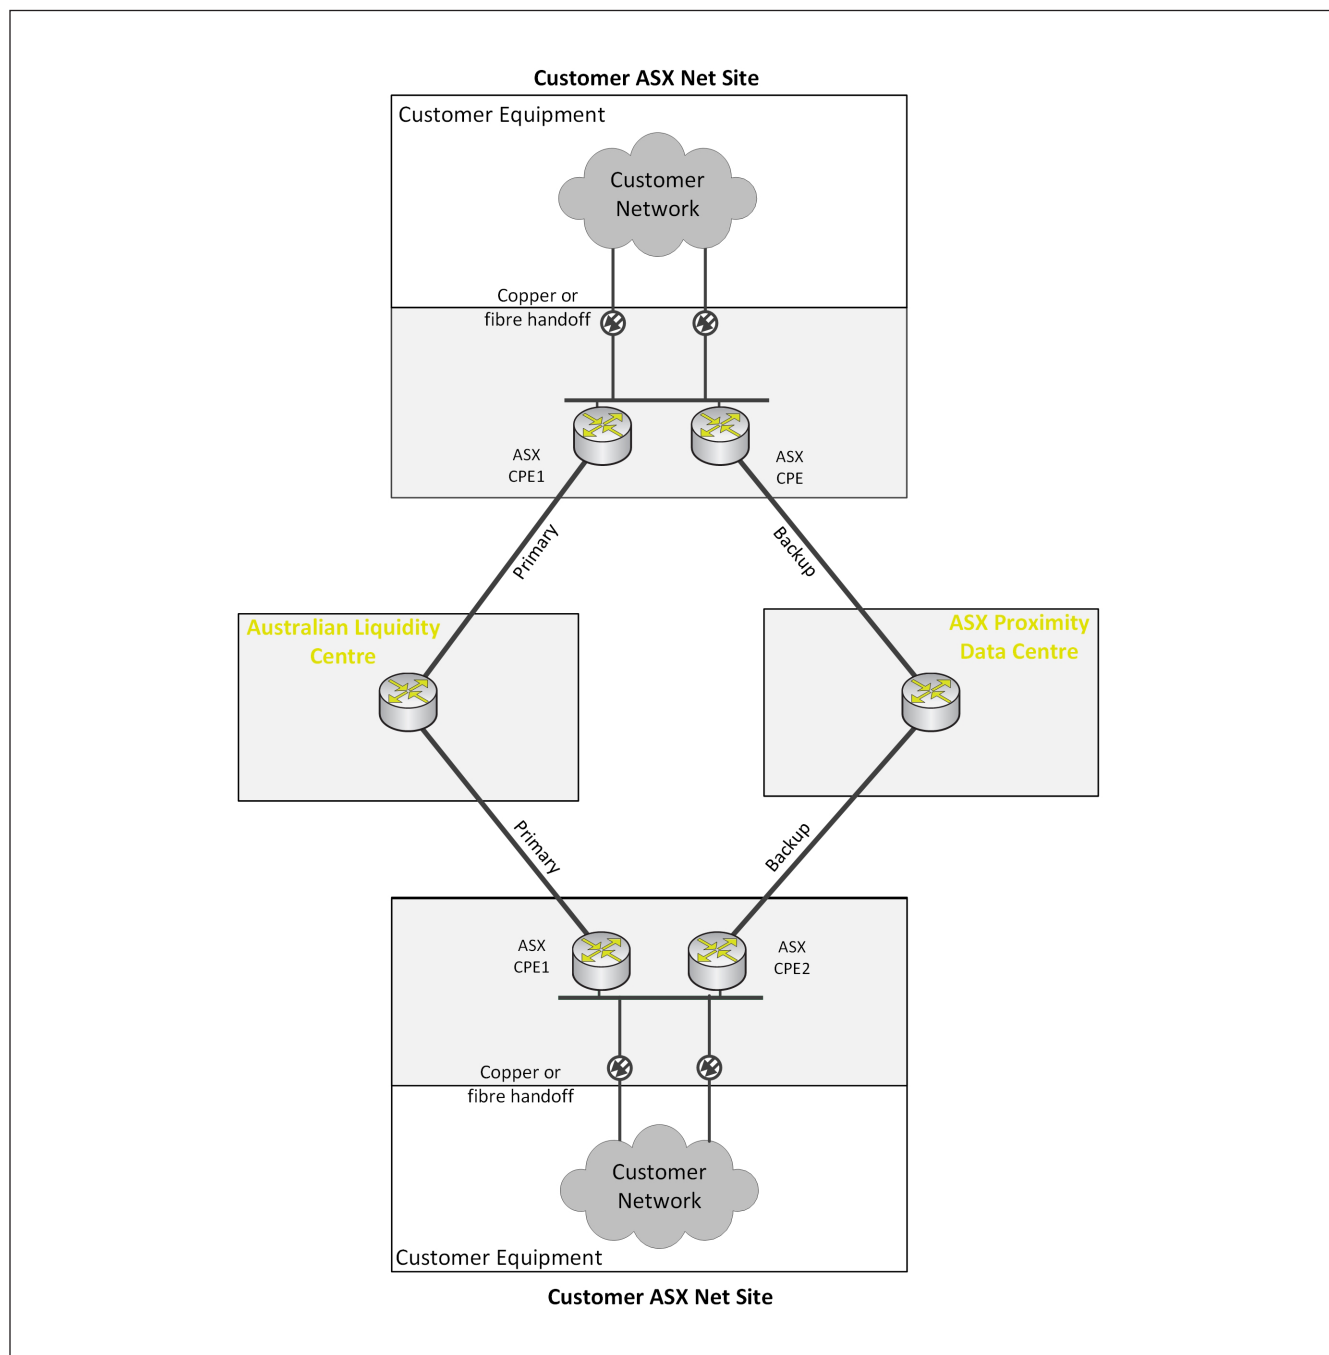 Customer ASX Net Site
Customer Equipment
Customer
Network
Copper or
fibre handoff
ASX
CPE1
ASX
CPE
Primary
Backup
Australian Liquidity
Centre
ASX Proximity
Data Centre
Primary
Backup
ASX
CPE1
ASX
CPE2
Copper or
fibre handoff
Customer
Network
Customer Equipment
Customer ASX Net Site